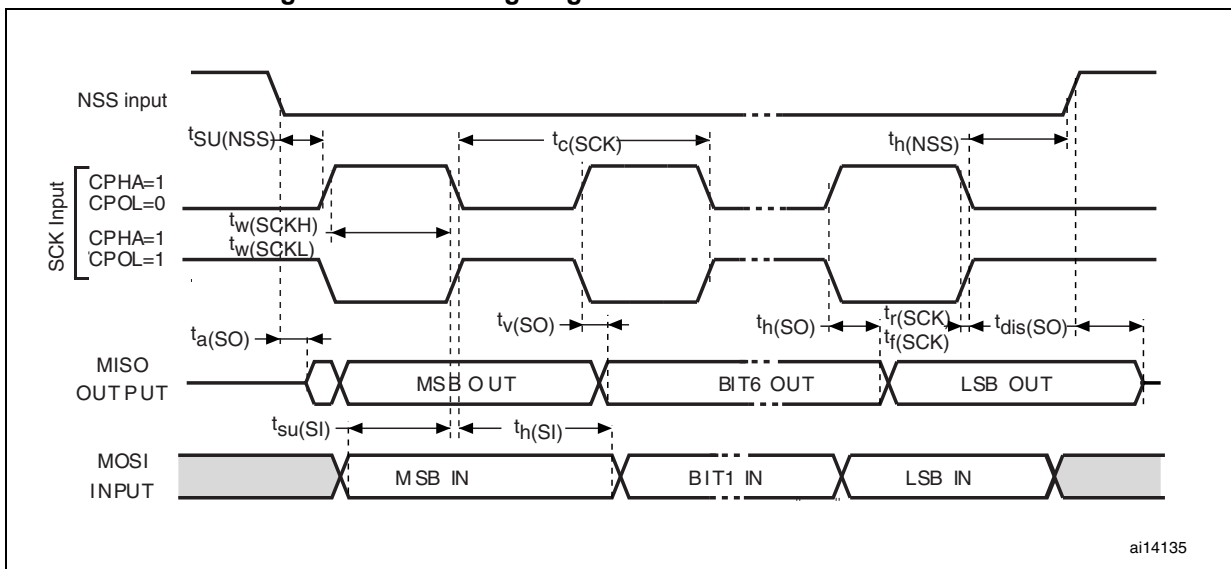 NSS input
tSU(NSS)
tc(SCK)
th(NSS)
SCK Input
CPHA=1
CPOL=0
tw(SCKH)
CPHA=1
tw(SCKL)
CPOL=1
ta(SO)
tv(SO)
th(SO)
tr(SCK)
tf(SCK)
tdis(SO)
MISO
OUTPUT
MSB OUT
BIT6 OUT
LSB OUT
tsu(SI)
th(SI)
MOSI
INPUT
MSB IN
BIT1 IN
LSB IN
ai14135